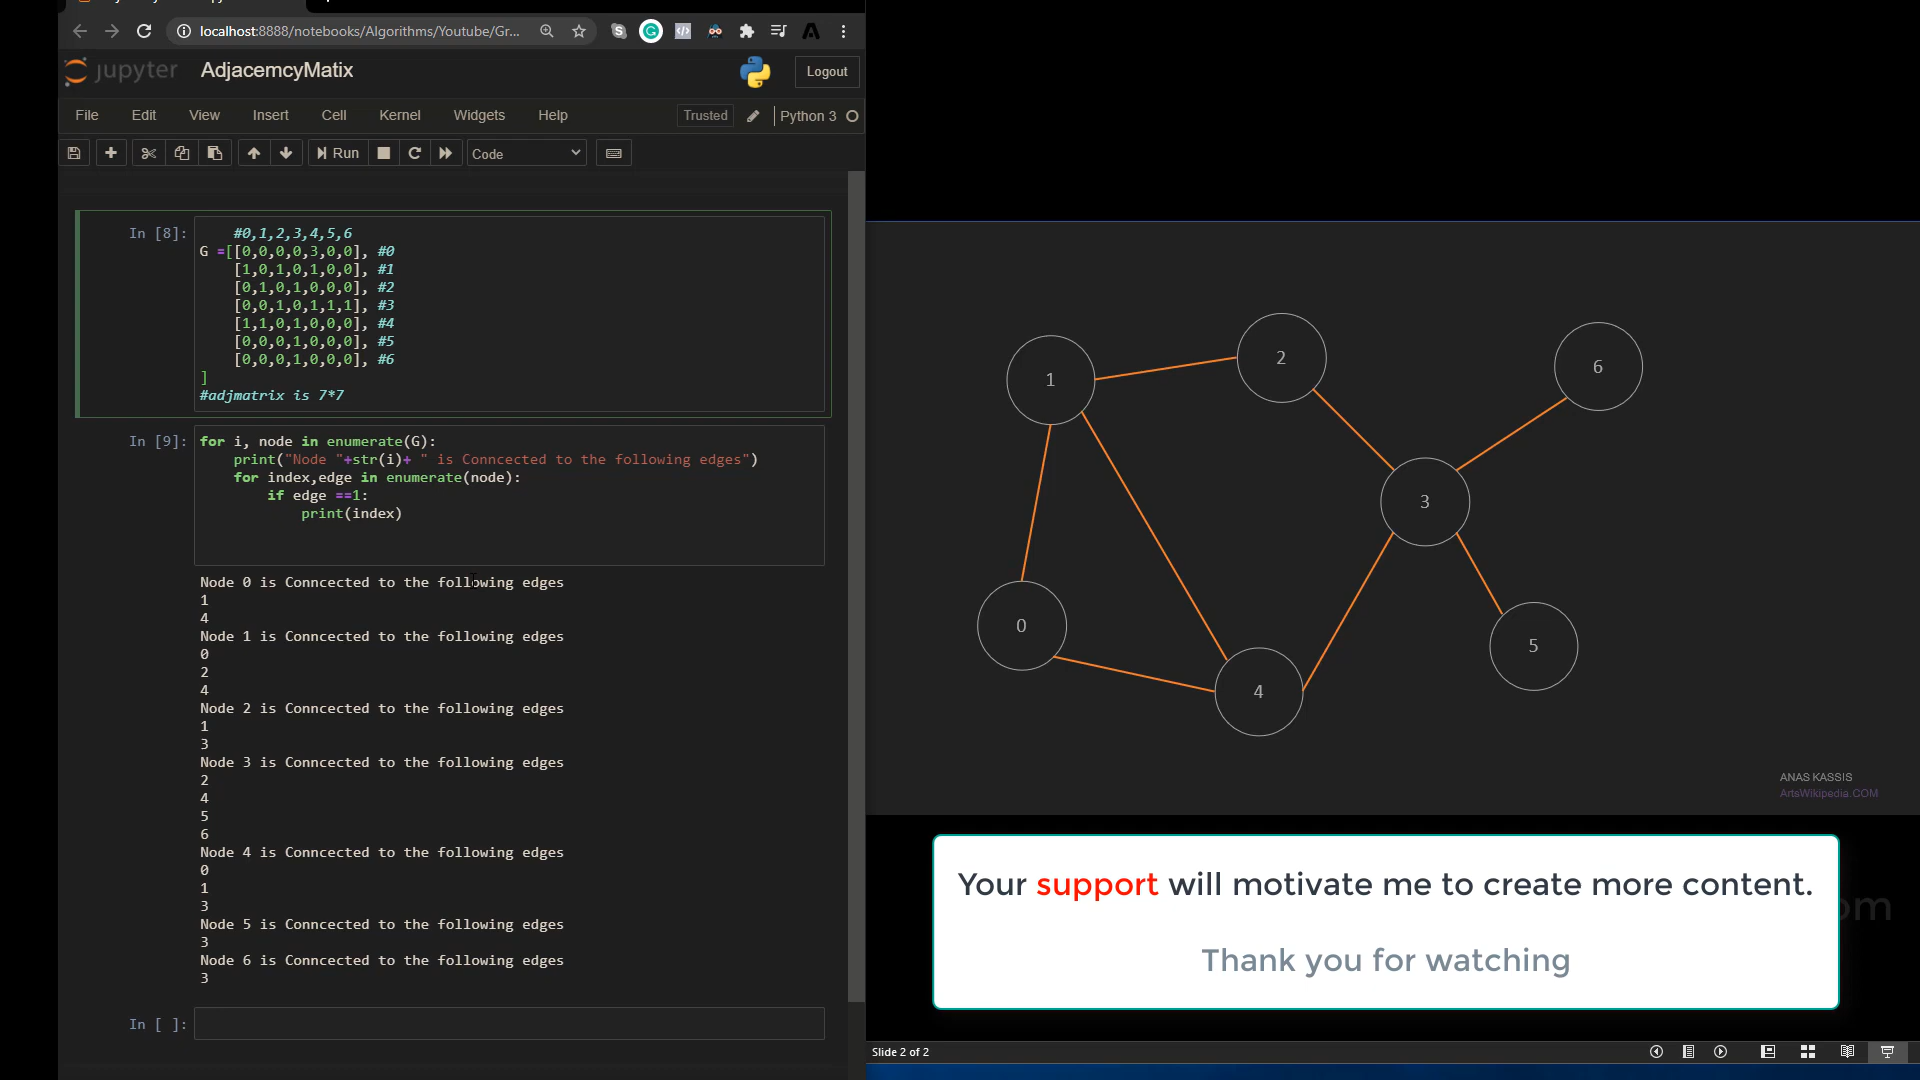 localhost:8888/notebooks/Algorithms/Youtube/Gr...
jupyter AdjacemcyMatix
Logout
File Edit View Insert Cell Kernel Widgets Help
Trusted
Python 3
Run
Code
In [8]:
#0,1,2,3,4,5,6
G =[[0,0,0,0,3,0,0], #0
[1,0,1,0,1,0,0], #1
[0,1,0,1,0,0,0], #2
[0,0,1,0,1,1,1], #3
[1,1,0,1,0,0,0], #4
[0,0,0,1,0,0,0], #5
[0,0,0,1,0,0,0], #6
]
#adjmatrix is 7*7
In [9]:
for i, node in enumerate(G):
print("Node "+str(i)+ " is Conncected to the following edges")
for index,edge in enumerate(node):
if edge ==1:
print(index)
Node 0 is Conncected to the following edges
1
4
Node 1 is Conncected to the following edges
0
2
4
Node 2 is Conncected to the following edges
1
3
Node 3 is Conncected to the following edges
2
4
5
6
Node 4 is Conncected to the following edges
0
1
3
Node 5 is Conncected to the following edges
3
Node 6 is Conncected to the following edges
3
In [ ]:
1
2
6
3
0
5
4
ANAS KASSIS
ArtsWikipedia.COM
Your support will motivate me to create more content.
Thank you for watching
om
Slide 2 of 2